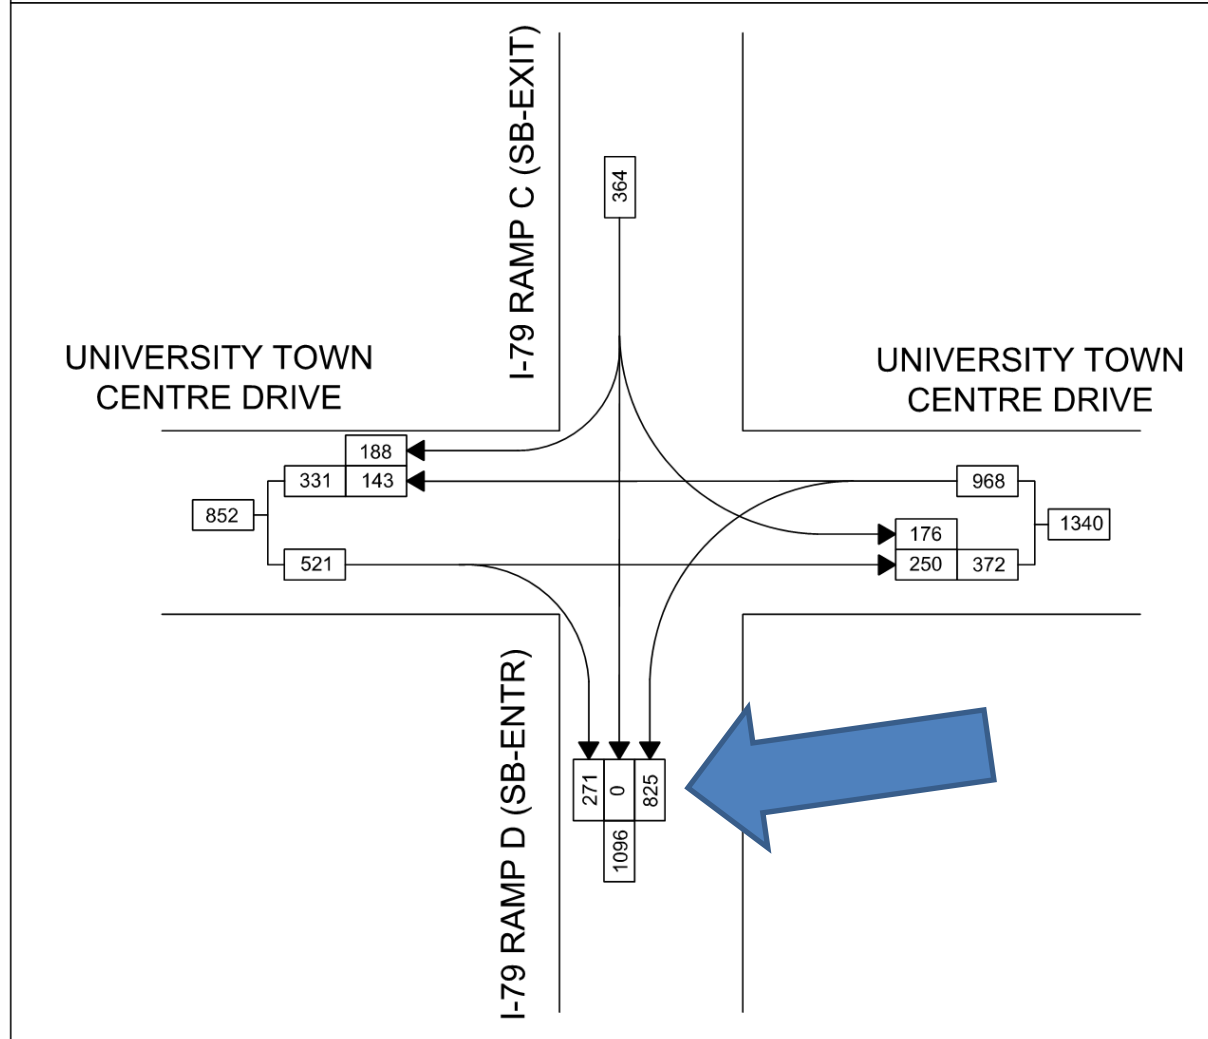 I-79 RAMP C (SB-EXIT)
364
UNIVERSITY TOWN
CENTRE DRIVE
UNIVERSITY TOWN
CENTRE DRIVE
188
331 143
852
521
968
1340
176
250 372
I-79 RAMP D (SB-ENTR)
271 0 825
1096